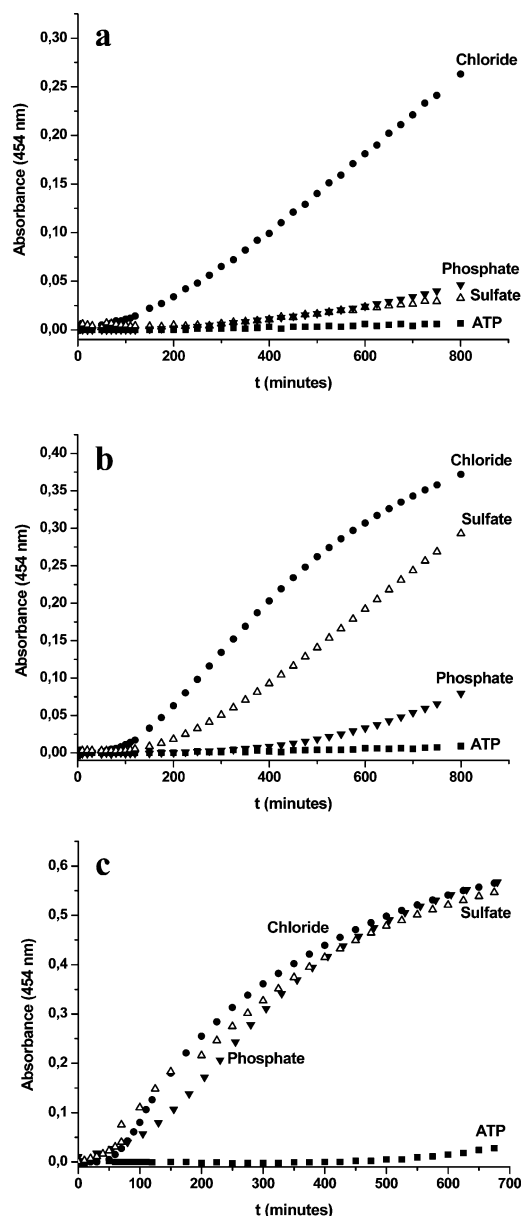 a
0,30
0,25
0,20
0,15
0,10
0,05
0,00
Absorbance (454 nm)
Chloride
Phosphate
Sulfate
ATP
0 200 400 600 800
t (minutes)
b
0,40
0,35
0,30
0,25
0,20
0,15
0,10
0,05
0,00
Absorbance (454 nm)
Chloride
Sulfate
Phosphate
ATP
0 200 400 600 800
t (minutes)
c
0,6
0,5
0,4
0,3
0,2
0,1
0,0
Absorbance (454 nm)
Chloride
Sulfate
Phosphate
ATP
0 100 200 300 400 500 600 700
t (minutes)